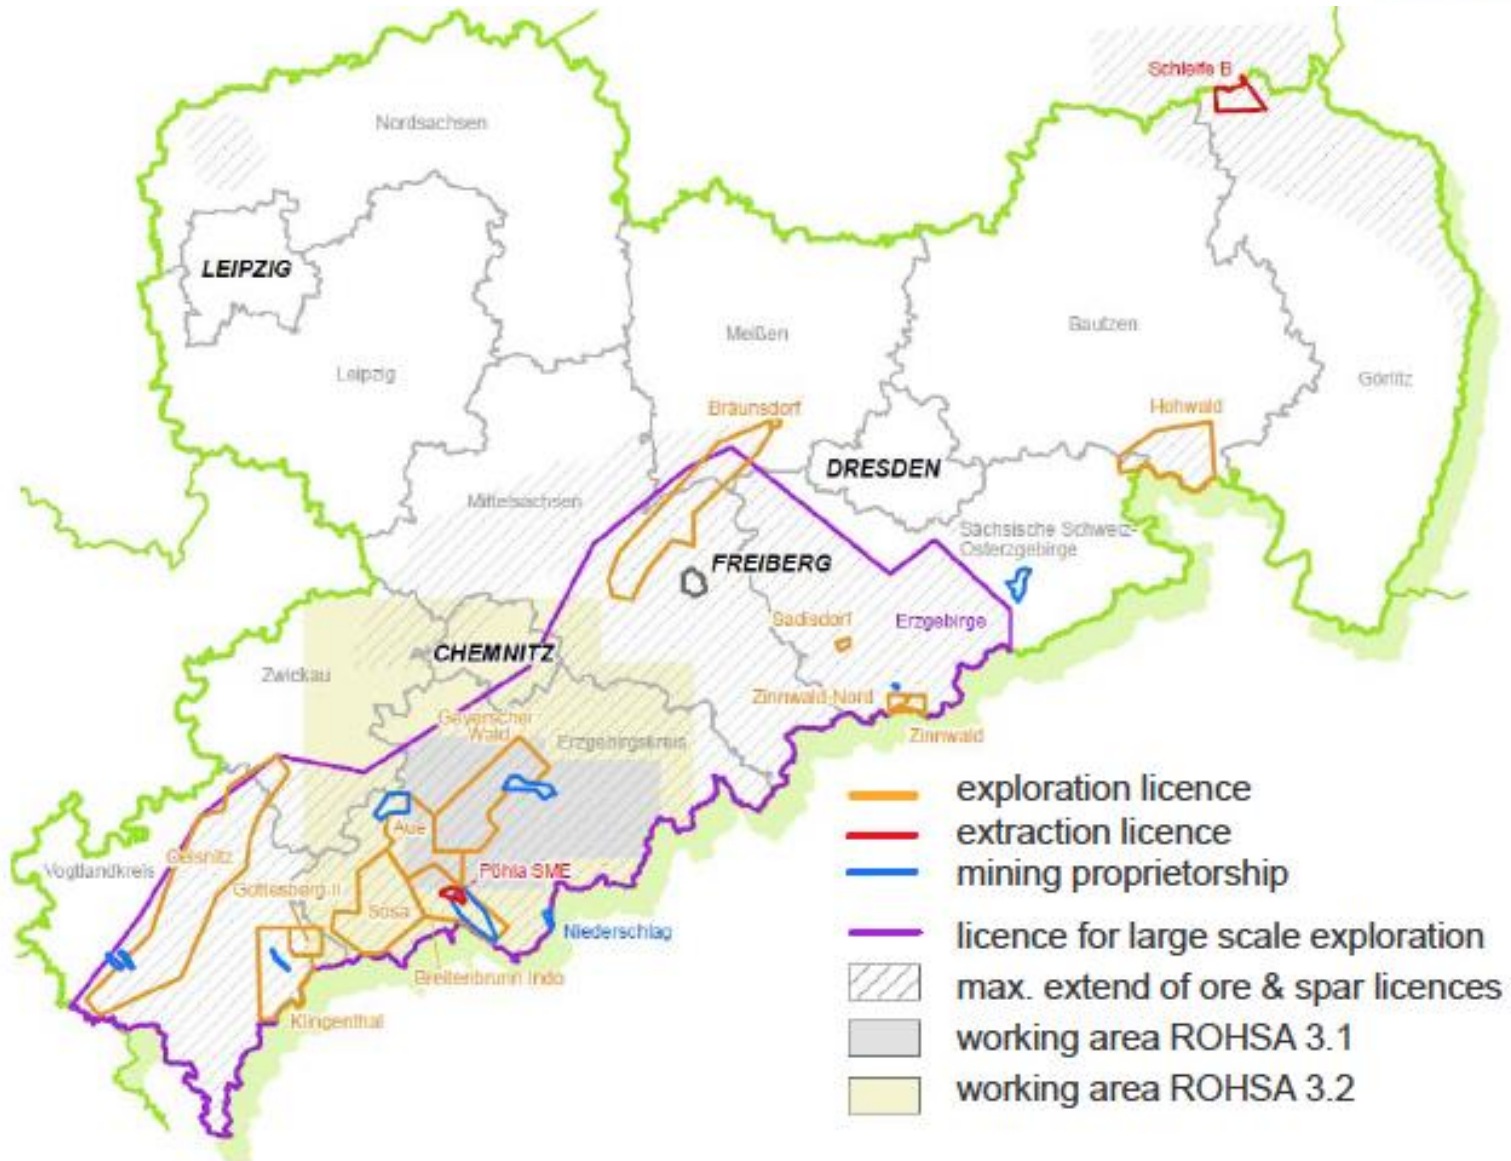 Schleife B
Nordsachsen
LEIPZIG
Meißen
Bautzen
Leipzig
Görlitz
Bräunsdorf
Hohwald
DRESDEN
Mittelsachsen
Sächsische Schweiz-
Osterzgebirge
FREIBERG
Sadisdorf
Erzgebirge
CHEMNITZ
Zwickau
Zinnwald-Nord
Geyerscher
Wald
Erzgebirgskreis
Zinnwald
exploration licence
Aue
extraction licence
Oelsnitz
Vogtlandkreis
Pöhla SME
mining proprietorship
Gottesberg II
Sosa
Niederschlag
licence for large scale exploration
Breitenbrunn Indo
max. extend of ore & spar licences
Klingenthal
working area ROHSA 3.1
working area ROHSA 3.2